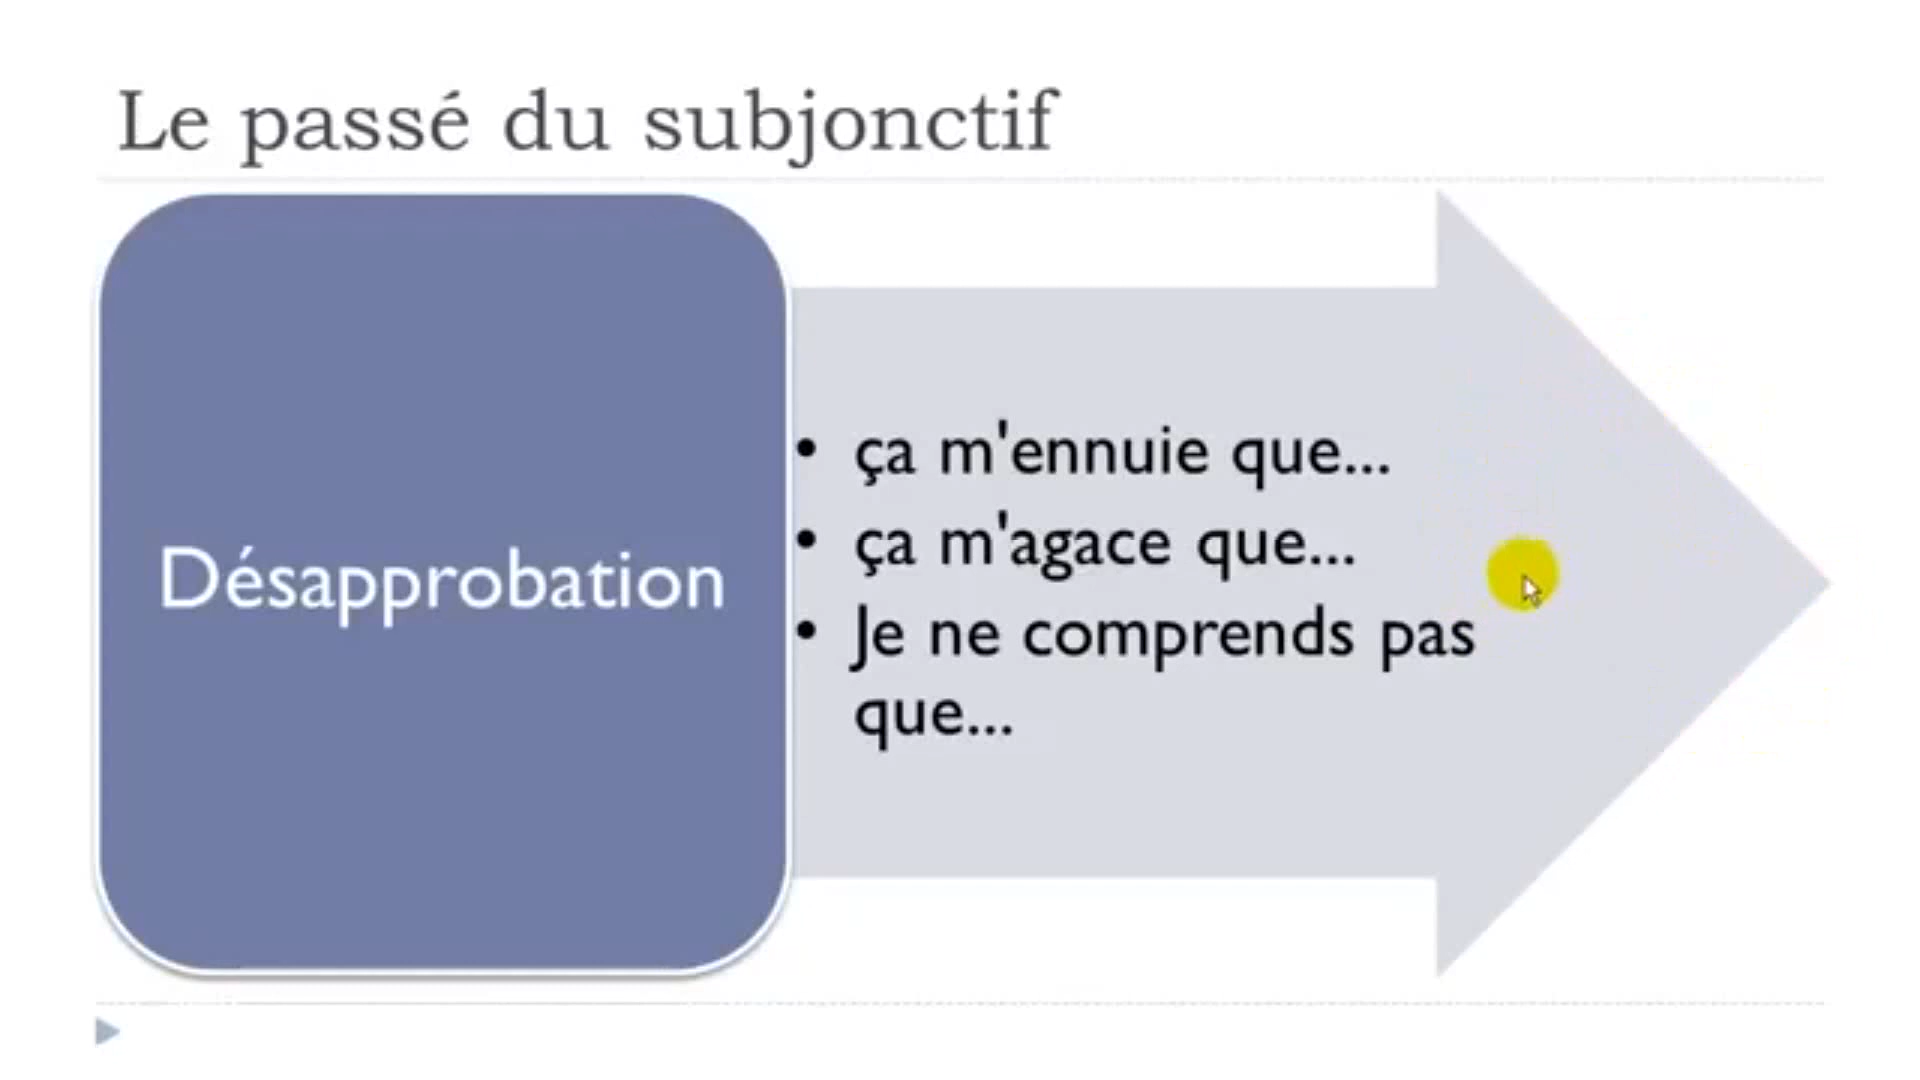 Le passé du subjonctif
Désapprobation
• ça m'ennuie que...
• ça m'agace que...
• Je ne comprends pas
que...